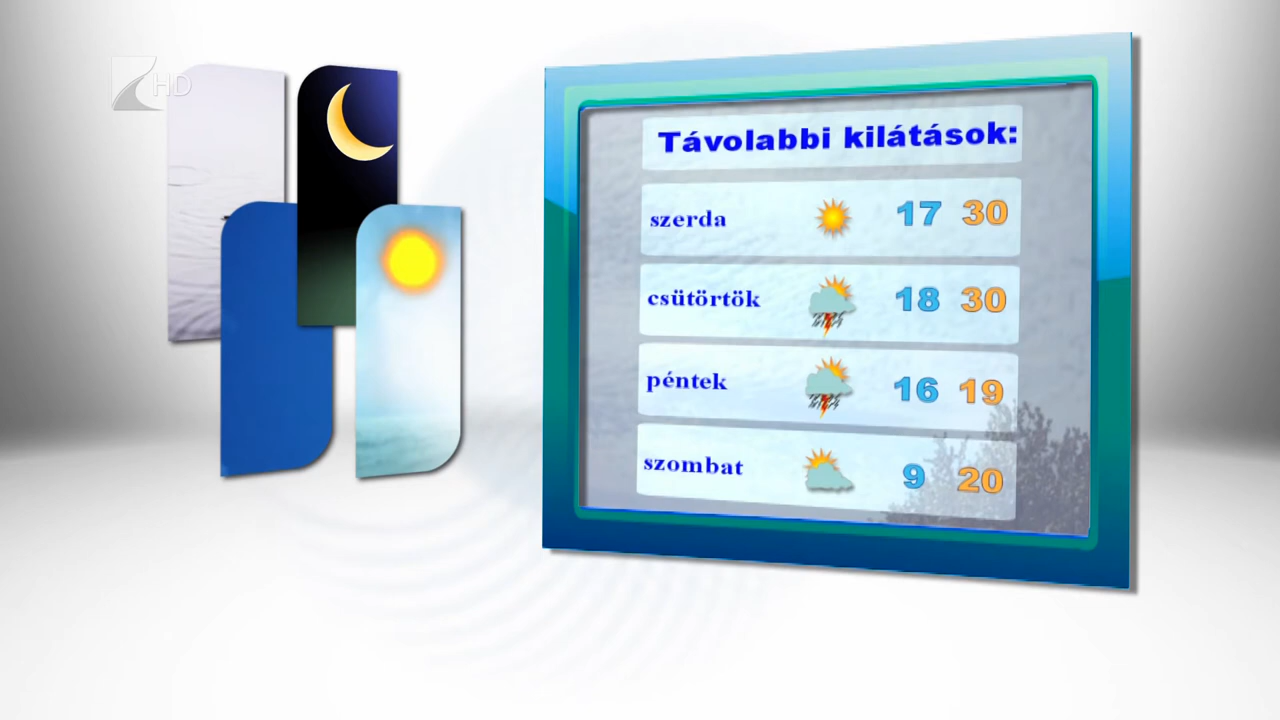 HD
Távolabbi kilátások:
szerda 17 30
csütörtök 18 30
péntek 16 19
szombat 9 20